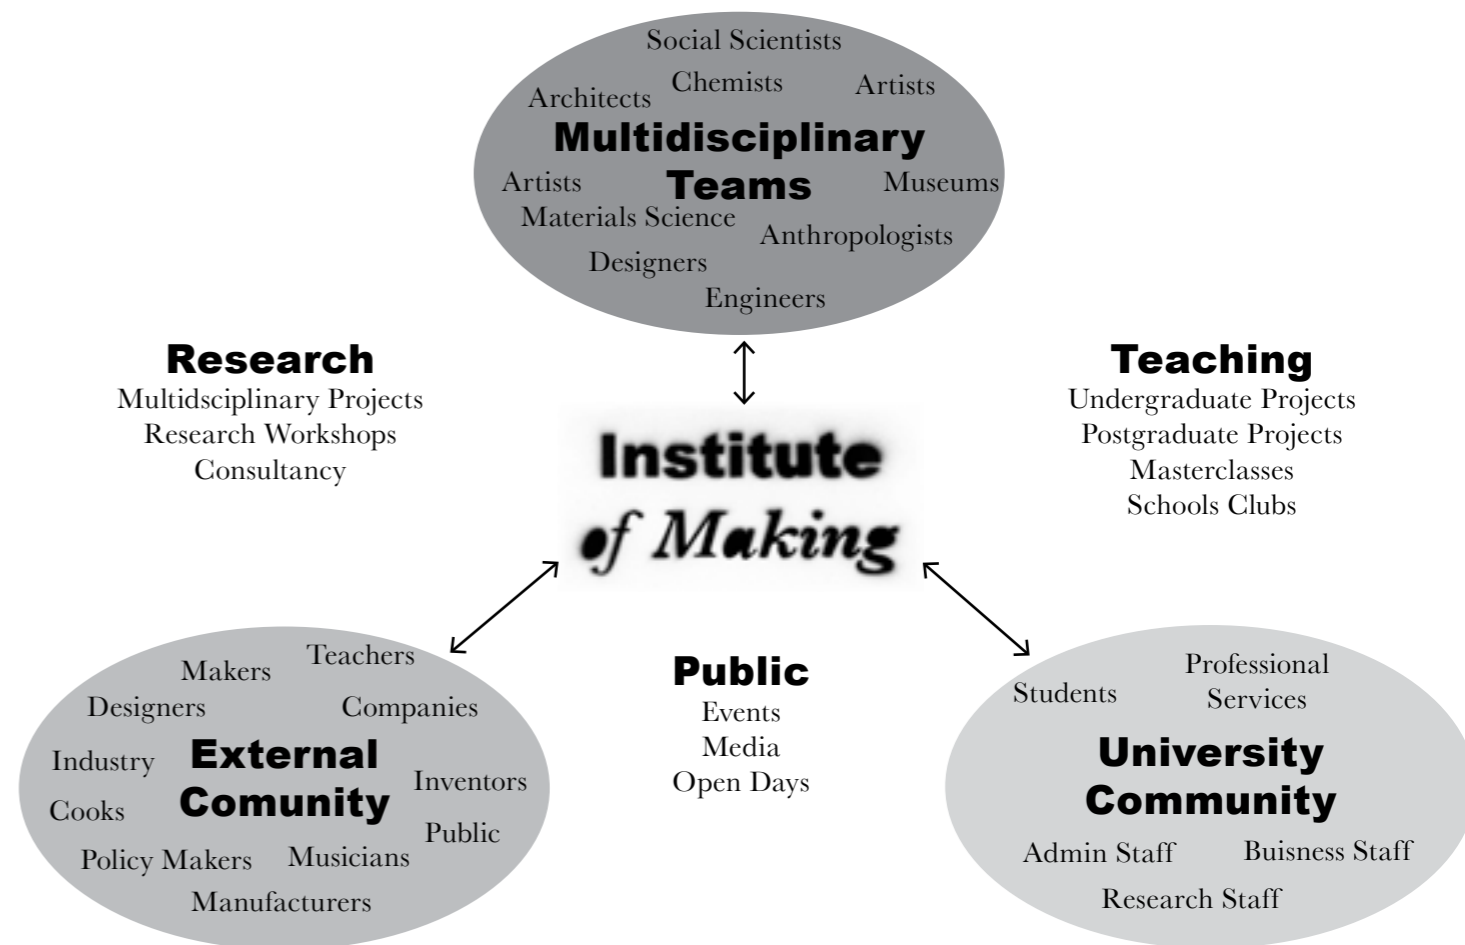 Social Scientists
Chemists
Artists
Architects
Multidisciplinary
Teams
Artists
Museums
Materials Science
Anthropologists
Designers
Engineers
Research
Multidsciplinary Projects
Research Workshops
Consultancy
Teaching
Undergraduate Projects
Postgraduate Projects
Masterclasses
Schools Clubs
Institute
of Making
Teachers
Makers
Designers
Companies
Industry
External
Comunity
Inventors
Cooks
Public
Policy Makers
Musicians
Manufacturers
Public
Events
Media
Open Days
Professional
Services
Students
University
Community
Admin Staff
Buisness Staff
Research Staff